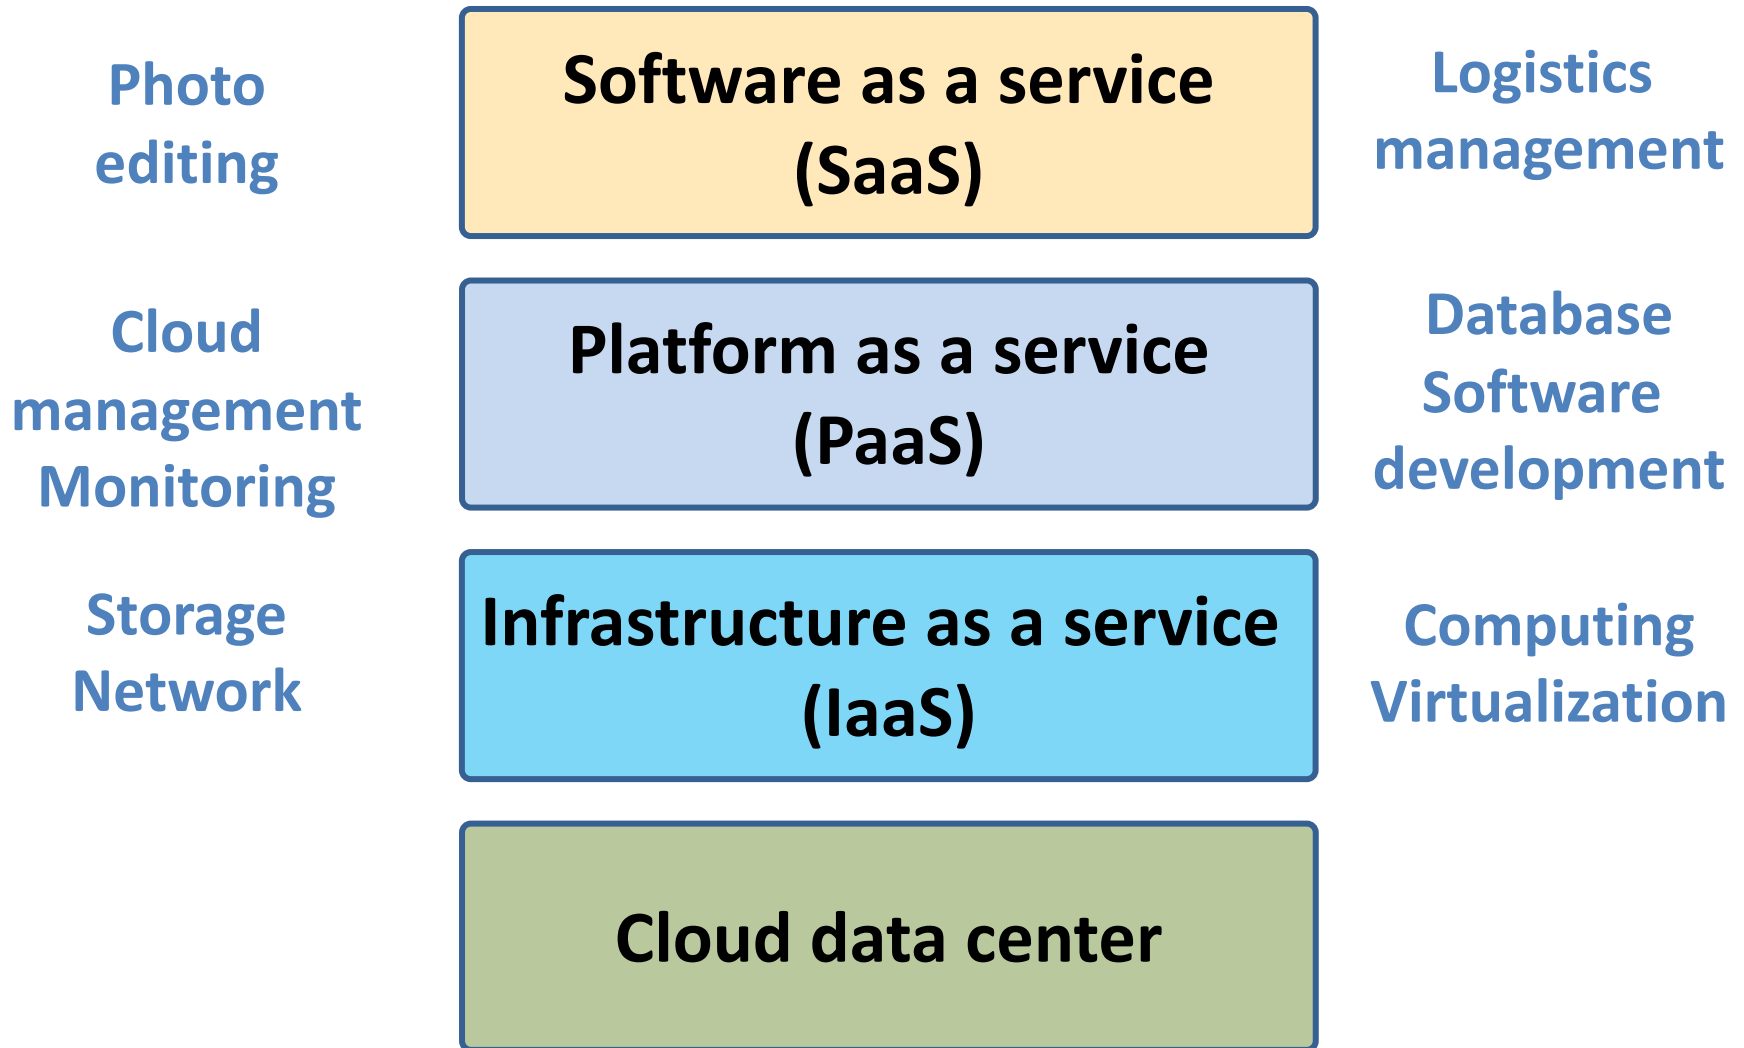 Photo
editing
Software as a service
(SaaS)
Logistics
management
Cloud
management
Monitoring
Platform as a service
(PaaS)
Database
Software
development
Storage
Network
Infrastructure as a service
(IaaS)
Computing
Virtualization
Cloud data center